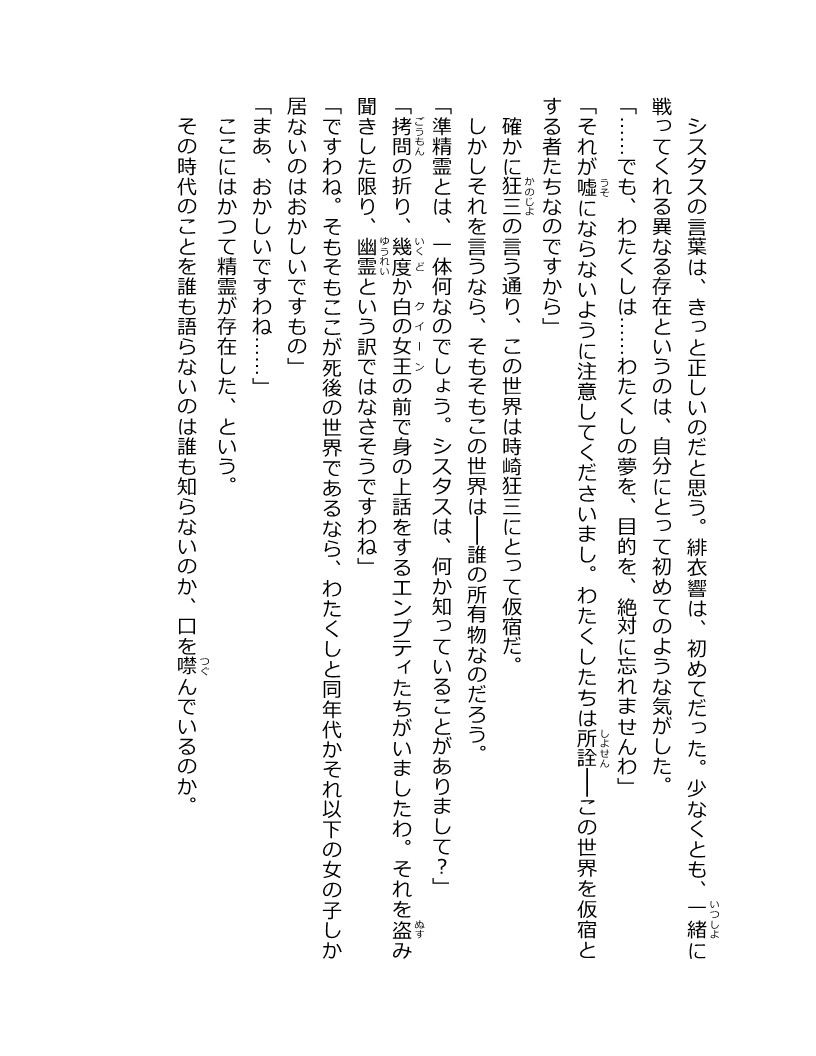 シスタスの言葉は、きっと正しいのだと思う。緋衣響は、初めてだった。少なくとも、一緒に
戦ってくれる異なる存在というのは、自分にとって初めてのような気がした。
「……でも、わたくしは……わたくしの夢を、目的を、絶対に忘れませんわ」
「それが嘘にならないように注意してくださいまし。わたくしたちは所詮――この世界を仮宿と
する者たちなのですから」
確かに狂三の言う通り、この世界は時崎狂三にとって仮宿だ。
しかしそれを言うなら、そもそもこの世界は――誰の所有物なのだろう。
「準精霊とは、一体何なのでしょう。シスタスは、何か知っていることがありまして？」
「拷問の折り、幾度か白の女王の前で身の上話をするエンプティたちがいましたわ。それを盗み
聞きした限り、幽霊という訳ではなさそうですわね」
「ですわね。そもそもここが死後の世界であるなら、わたくしと同年代かそれ以下の女の子しか
居ないのはおかしいですもの」
「まあ、おかしいですわね……」
ここにはかつて精霊が存在した、という。
その時代のことを誰も語らないのは誰も知らないのか、口を噤んでいるのか。